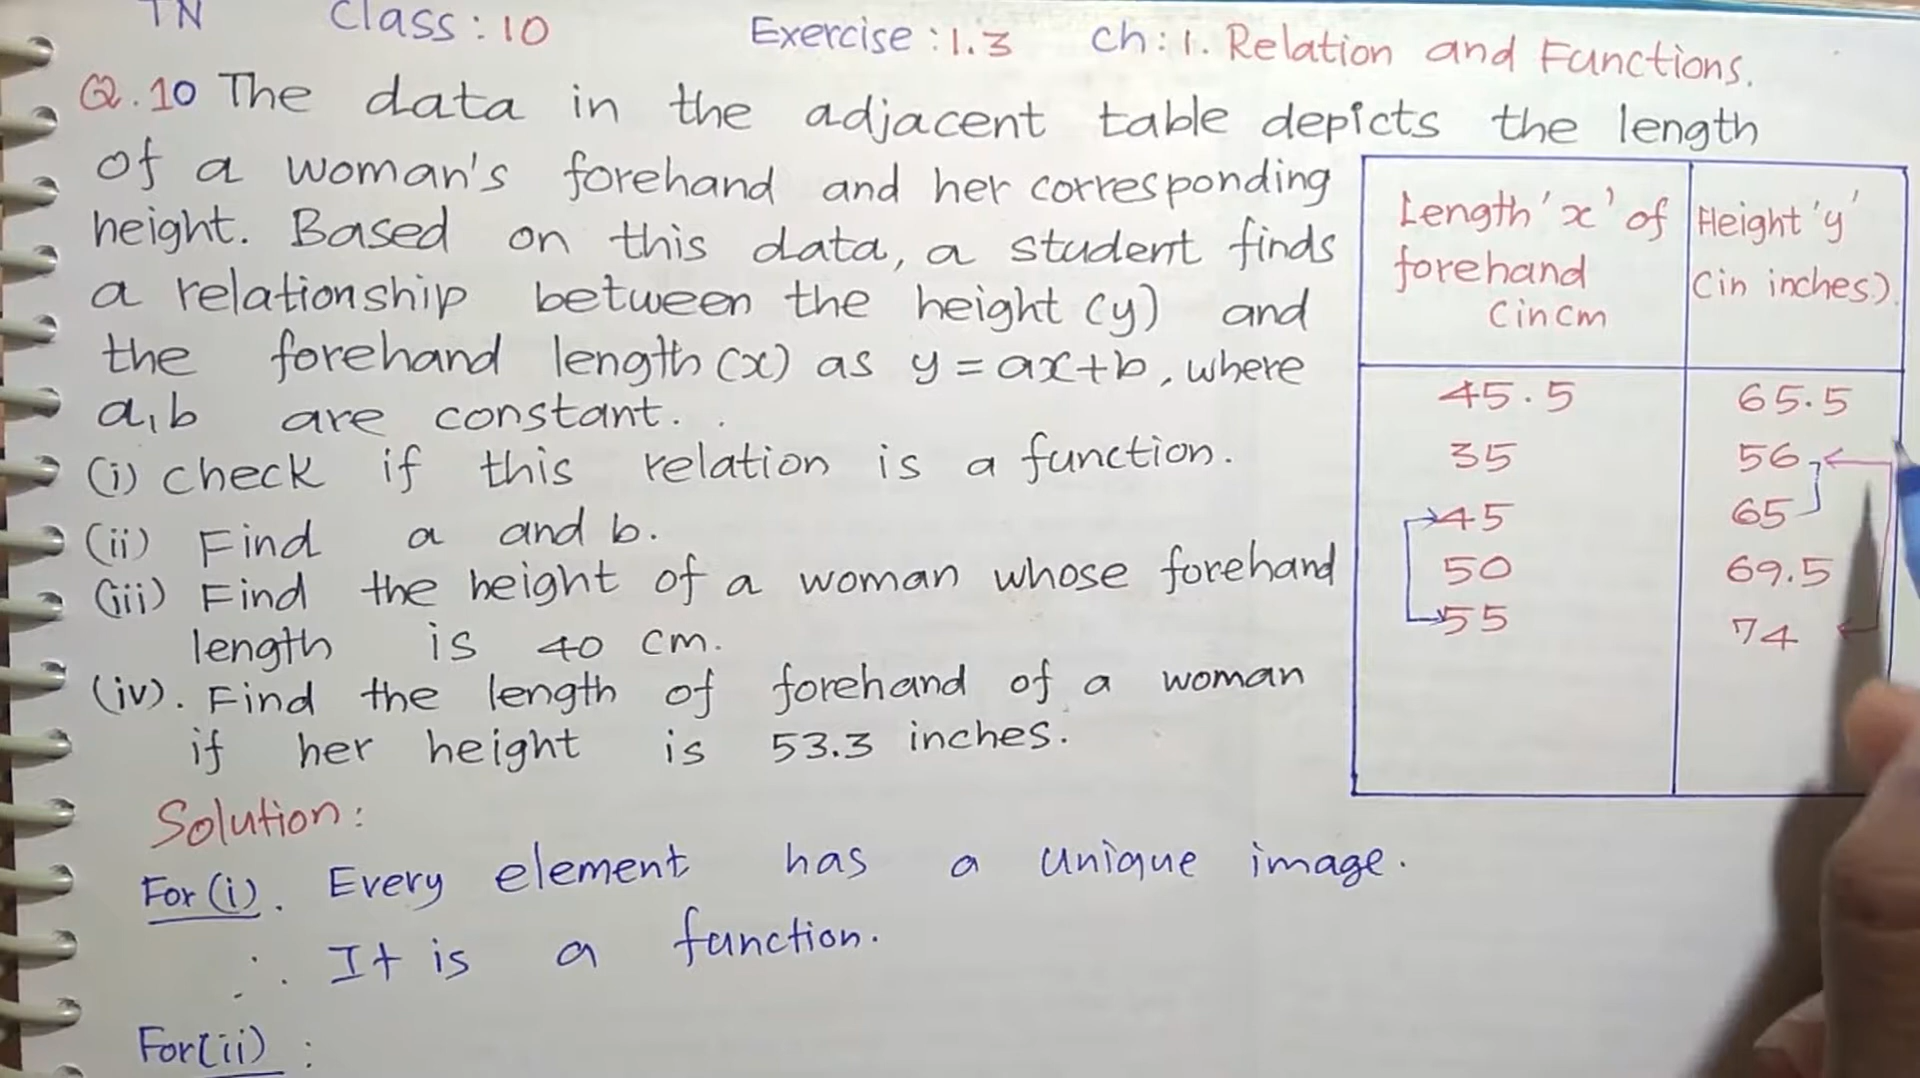 TN Class : 10 Exercise : 1.3 Ch : 1. Relation and Functions.
Q.10 The data in the adjacent table depicts the length
of a woman's forehand and her corresponding
height. Based on this data, a student finds
a relationship between the height (y) and
the forehand length (x) as y = ax+b, where
a,b are constant.
(i) check if this relation is a function.
(ii) Find a and b.
(iii) Find the height of a woman whose forehand
length is 40 cm.
(iv). Find the length of forehand of a woman
if her height is 53.3 inches.
Length 'x' of
forehand
(in cm
Height 'y'
(in inches)
45.5 65.5
35 56
45 65
50 69.5
55 74
Solution :
For (i). Every element has a unique image.
∴ It is a function.
For(ii) :